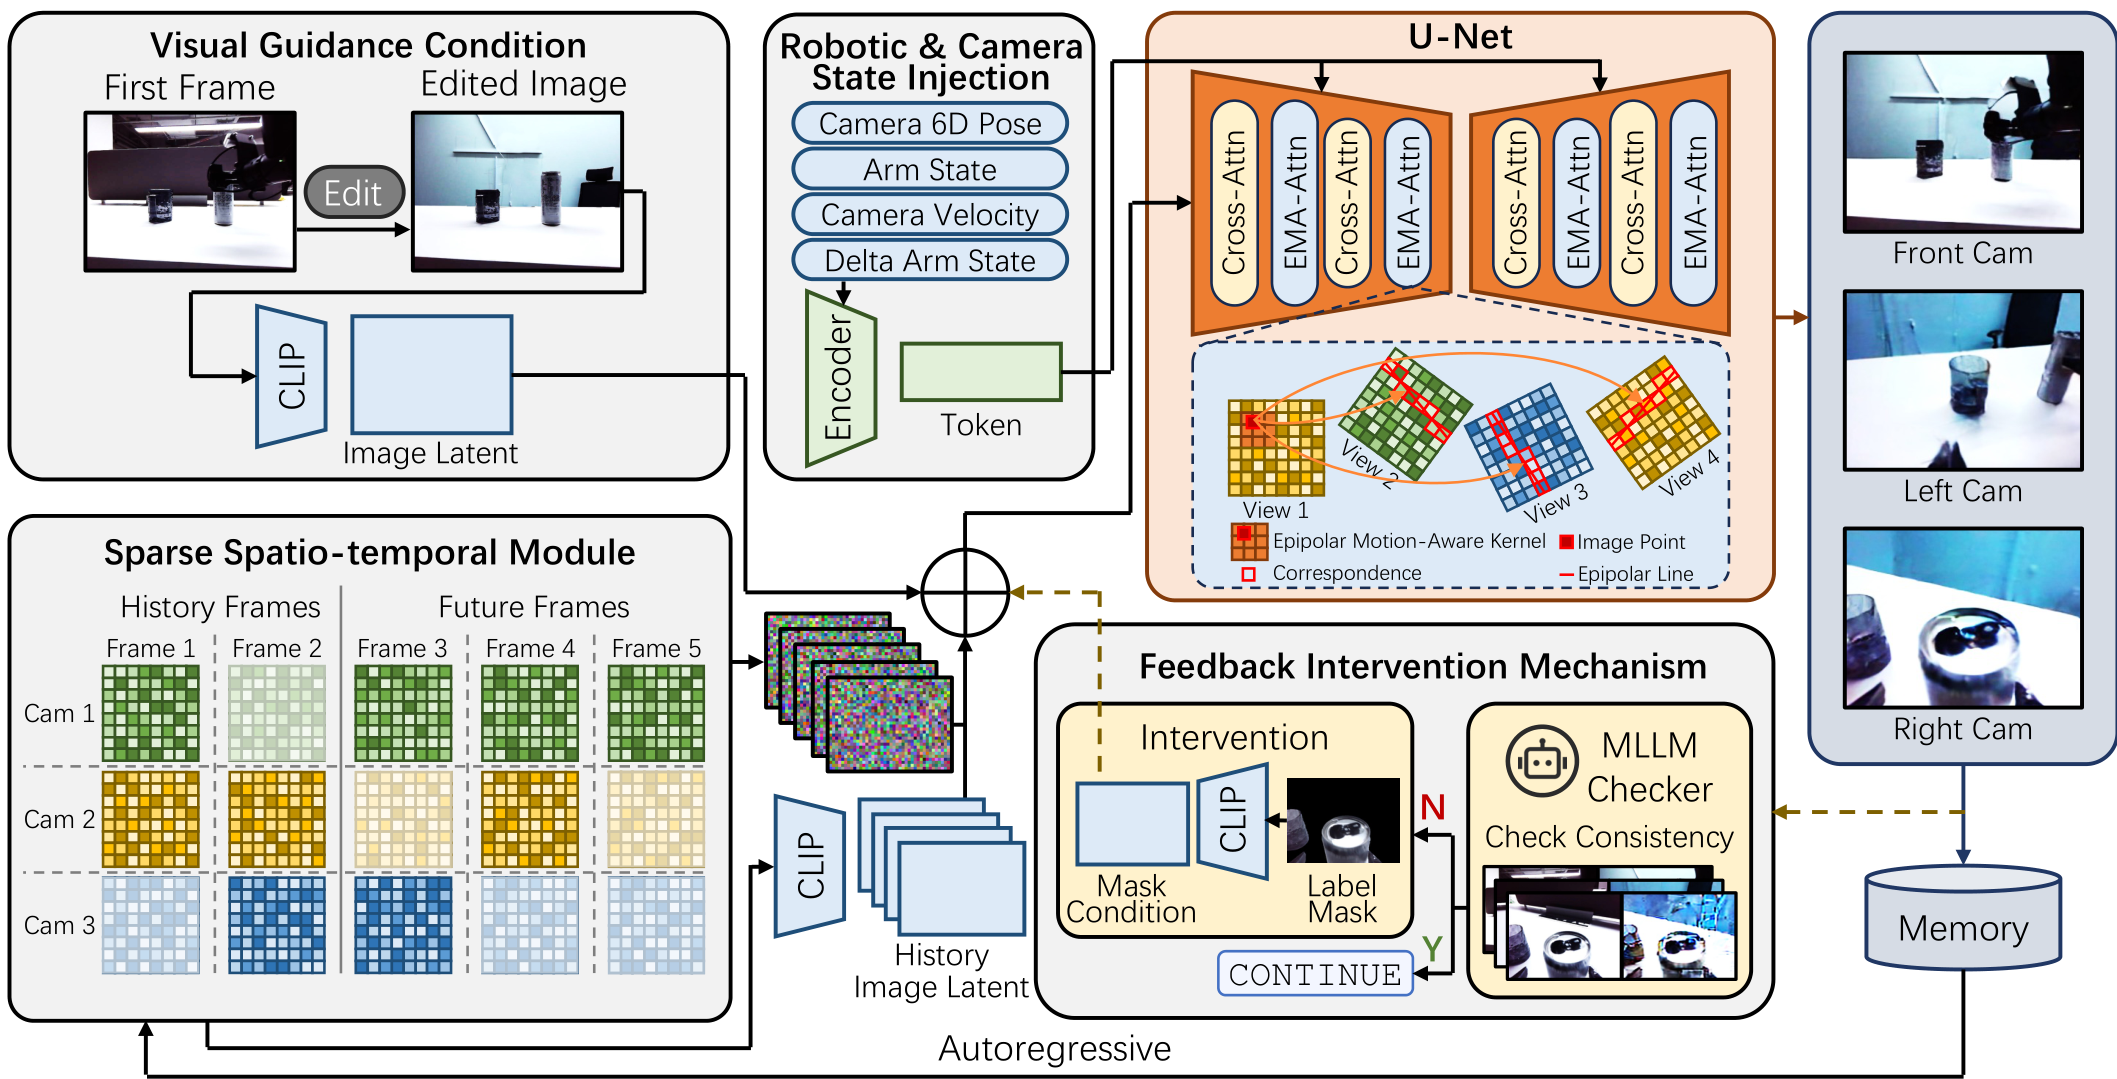 Visual Guidance Condition
First Frame
Edited Image
Edit
CLIP
Image Latent
Robotic & Camera
State Injection
Camera 6D Pose
Arm State
Camera Velocity
Delta Arm State
Encoder
Token
U-Net
Cross-Attn
EMA-Attn
Cross-Attn
EMA-Attn
Cross-Attn
EMA-Attn
Cross-Attn
EMA-Attn
View 1
View 2
View 3
View 4
Epipolar Motion-Aware Kernel
Image Point
Correspondence
Epipolar Line
Front Cam
Left Cam
Right Cam
Memory
Sparse Spatio-temporal Module
History Frames
Future Frames
Frame 1
Frame 2
Frame 3
Frame 4
Frame 5
Cam 1
Cam 2
Cam 3
CLIP
History
Image Latent
Feedback Intervention Mechanism
Intervention
CLIP
Mask
Condition
Label
Mask
N
Y
CONTINUE
MLLM
Checker
Check Consistency
Autoregressive